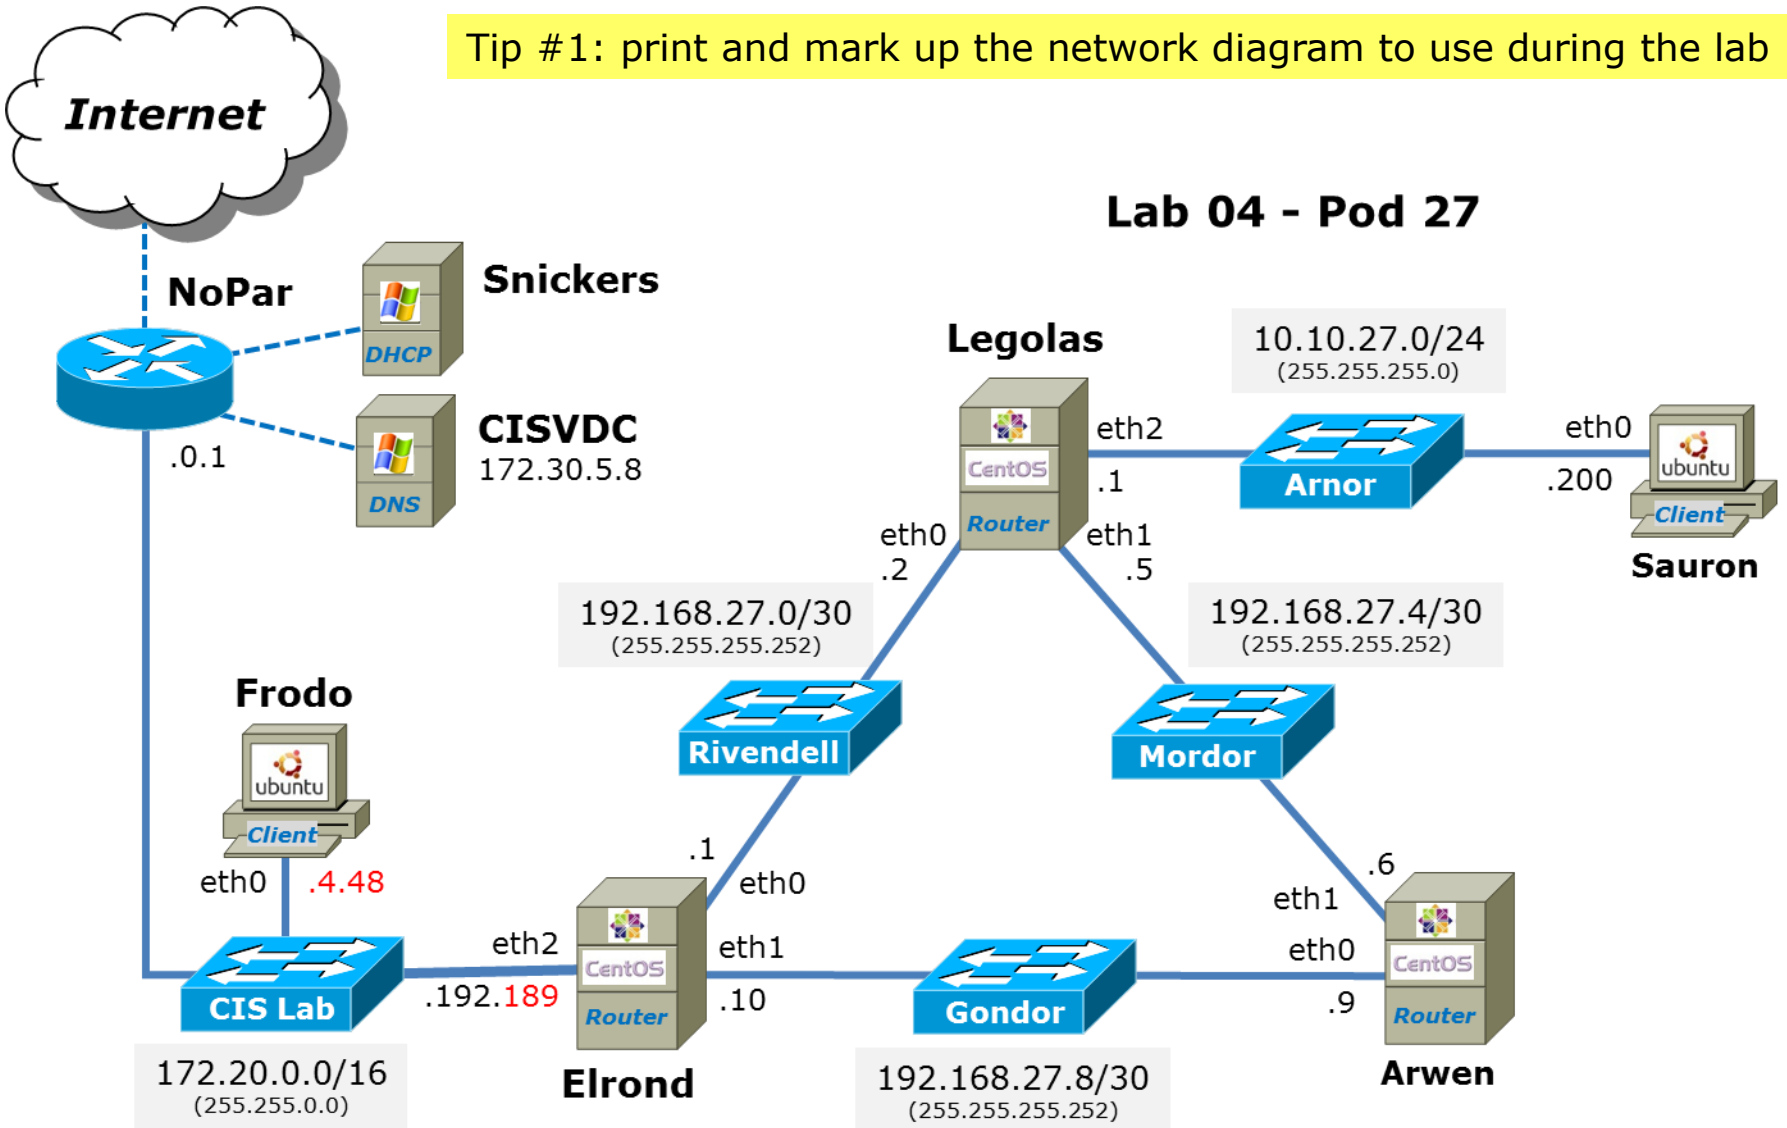 Tip #1: print and mark up the network diagram to use during the lab
Internet
Lab 04 - Pod 27
NoPar
Snickers
DHCP
CISVDC
172.30.5.8
DNS
.0.1
Legolas
10.10.27.0/24
(255.255.255.0)
CentOS
Router
eth2
.1
Arnor
eth0
.200
ubuntu
Client
Sauron
eth0
.2
eth1
.5
192.168.27.0/30
(255.255.255.252)
192.168.27.4/30
(255.255.255.252)
Rivendell
Mordor
Frodo
ubuntu
Client
eth0
.4.48
.1
eth0
.6
eth1
CIS Lab
172.20.0.0/16
(255.255.0.0)
eth2
.192.189
CentOS
Router
Elrond
eth1
.10
Gondor
192.168.27.8/30
(255.255.255.252)
eth0
.9
CentOS
Router
Arwen